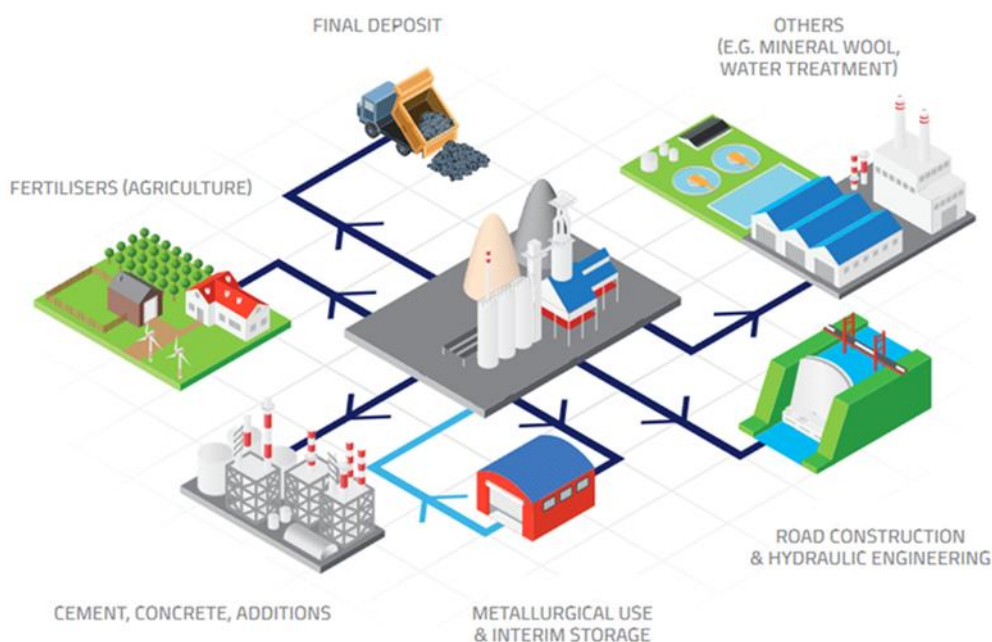 FINAL DEPOSIT
OTHERS
(E.G. MINERAL WOOL,
WATER TREATMENT)
FERTILISERS (AGRICULTURE)
ROAD CONSTRUCTION
& HYDRAULIC ENGINEERING
CEMENT, CONCRETE, ADDITIONS
METALLURGICAL USE
& INTERIM STORAGE